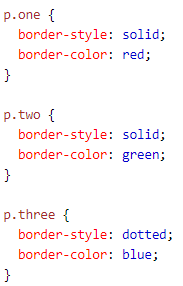 p.one {
  border-style: solid;
  border-color: red;
}

p.two {
  border-style: solid;
  border-color: green;
}

p.three {
  border-style: dotted;
  border-color: blue;
}